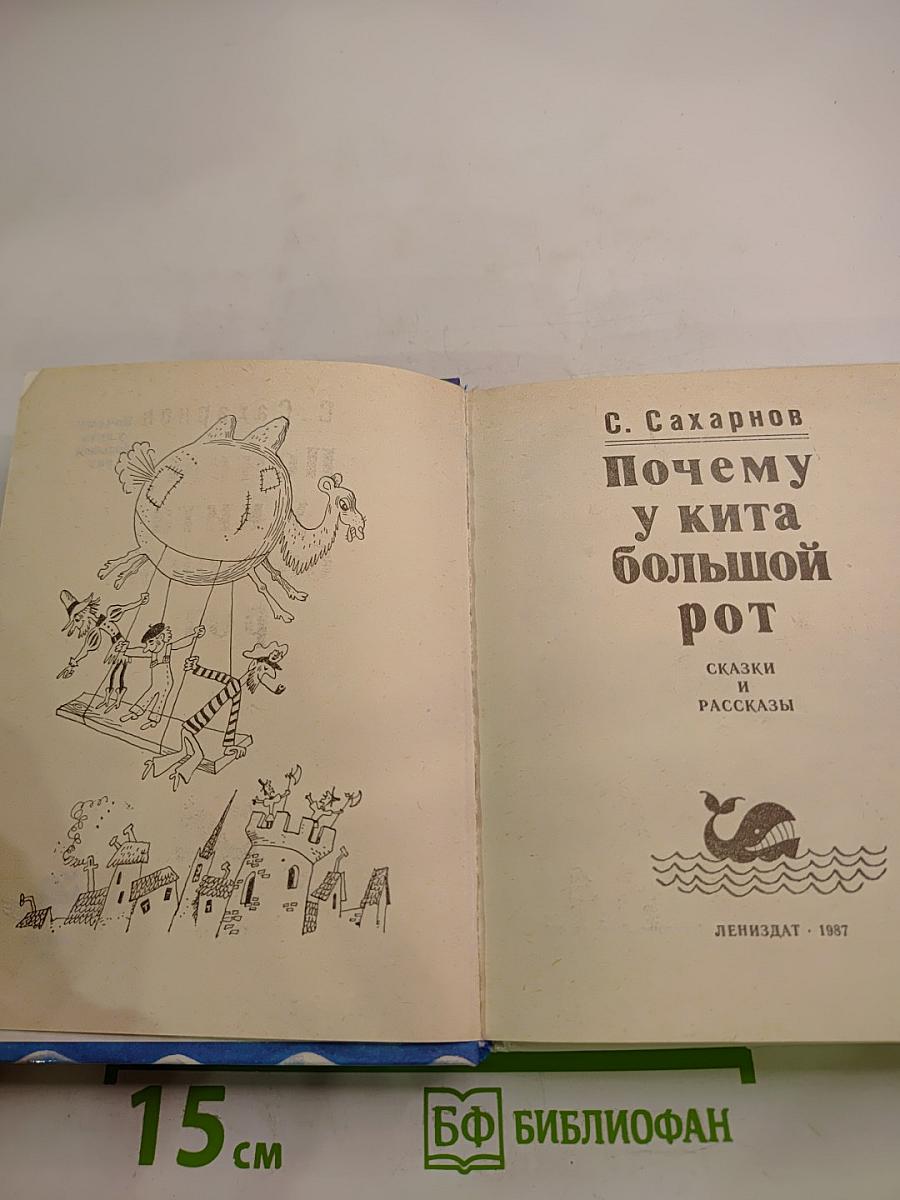 С. Сахарнов
Почему
у кита
большой
рот
СКАЗКИ
И
РАССКАЗЫ
ЛЕНИЗДАТ · 1987
15 см
БФ БИБЛИОФАН